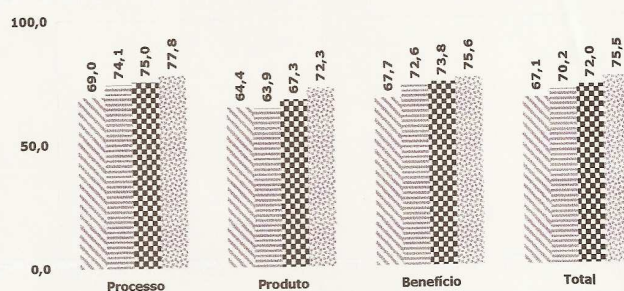 100,0
69,0 74,1 75,0 77,8 64,4 63,9 67,3 72,3 67,7 72,6 73,8 75,6 67,1 70,2 72,0 75,5
50,0
0,0
Processo Produto Benefício Total